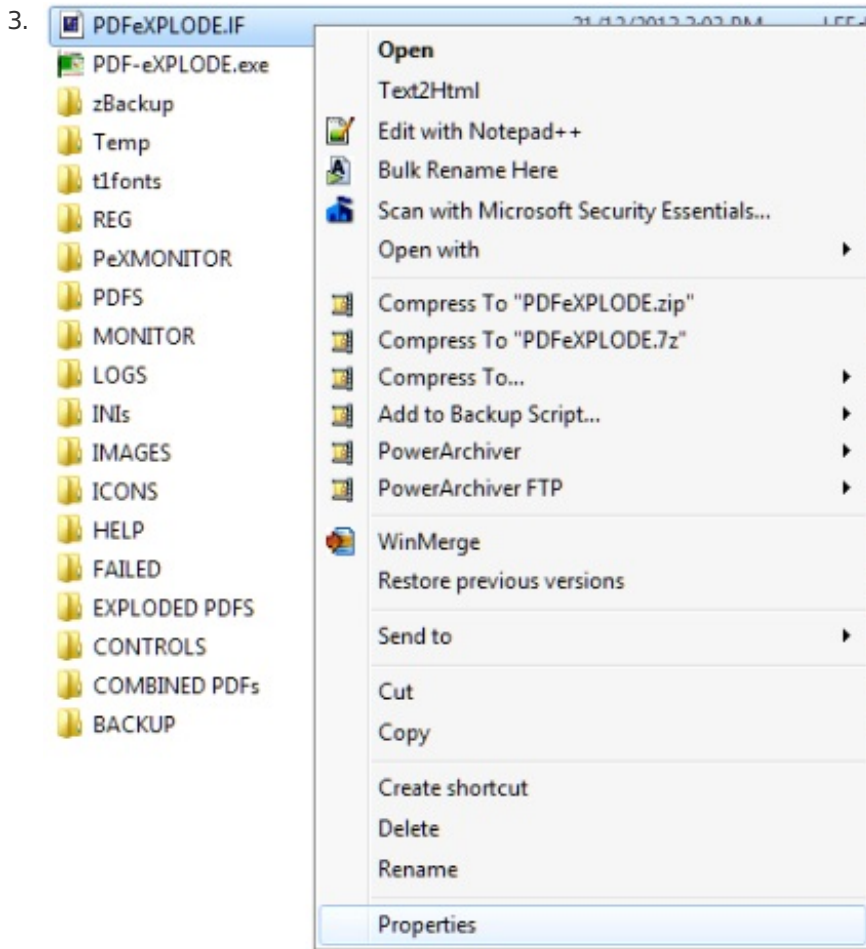 3.
PDFeXPLODE.IF
PDF-eXPLODE.exe
zBackup
Temp
t1fonts
REG
PeXMONITOR
PDFS
MONITOR
LOGS
INIs
IMAGES
ICONS
HELP
FAILED
EXPLODED PDFS
CONTROLS
COMBINED PDFs
BACKUP
Open
Text2Html
Edit with Notepad++
Bulk Rename Here
Scan with Microsoft Security Essentials...
Open with
Compress To "PDFeXPLODE.zip"
Compress To "PDFeXPLODE.7z"
Compress To...
Add to Backup Script...
PowerArchiver
PowerArchiver FTP
WinMerge
Restore previous versions
Send to
Cut
Copy
Create shortcut
Delete
Rename
Properties